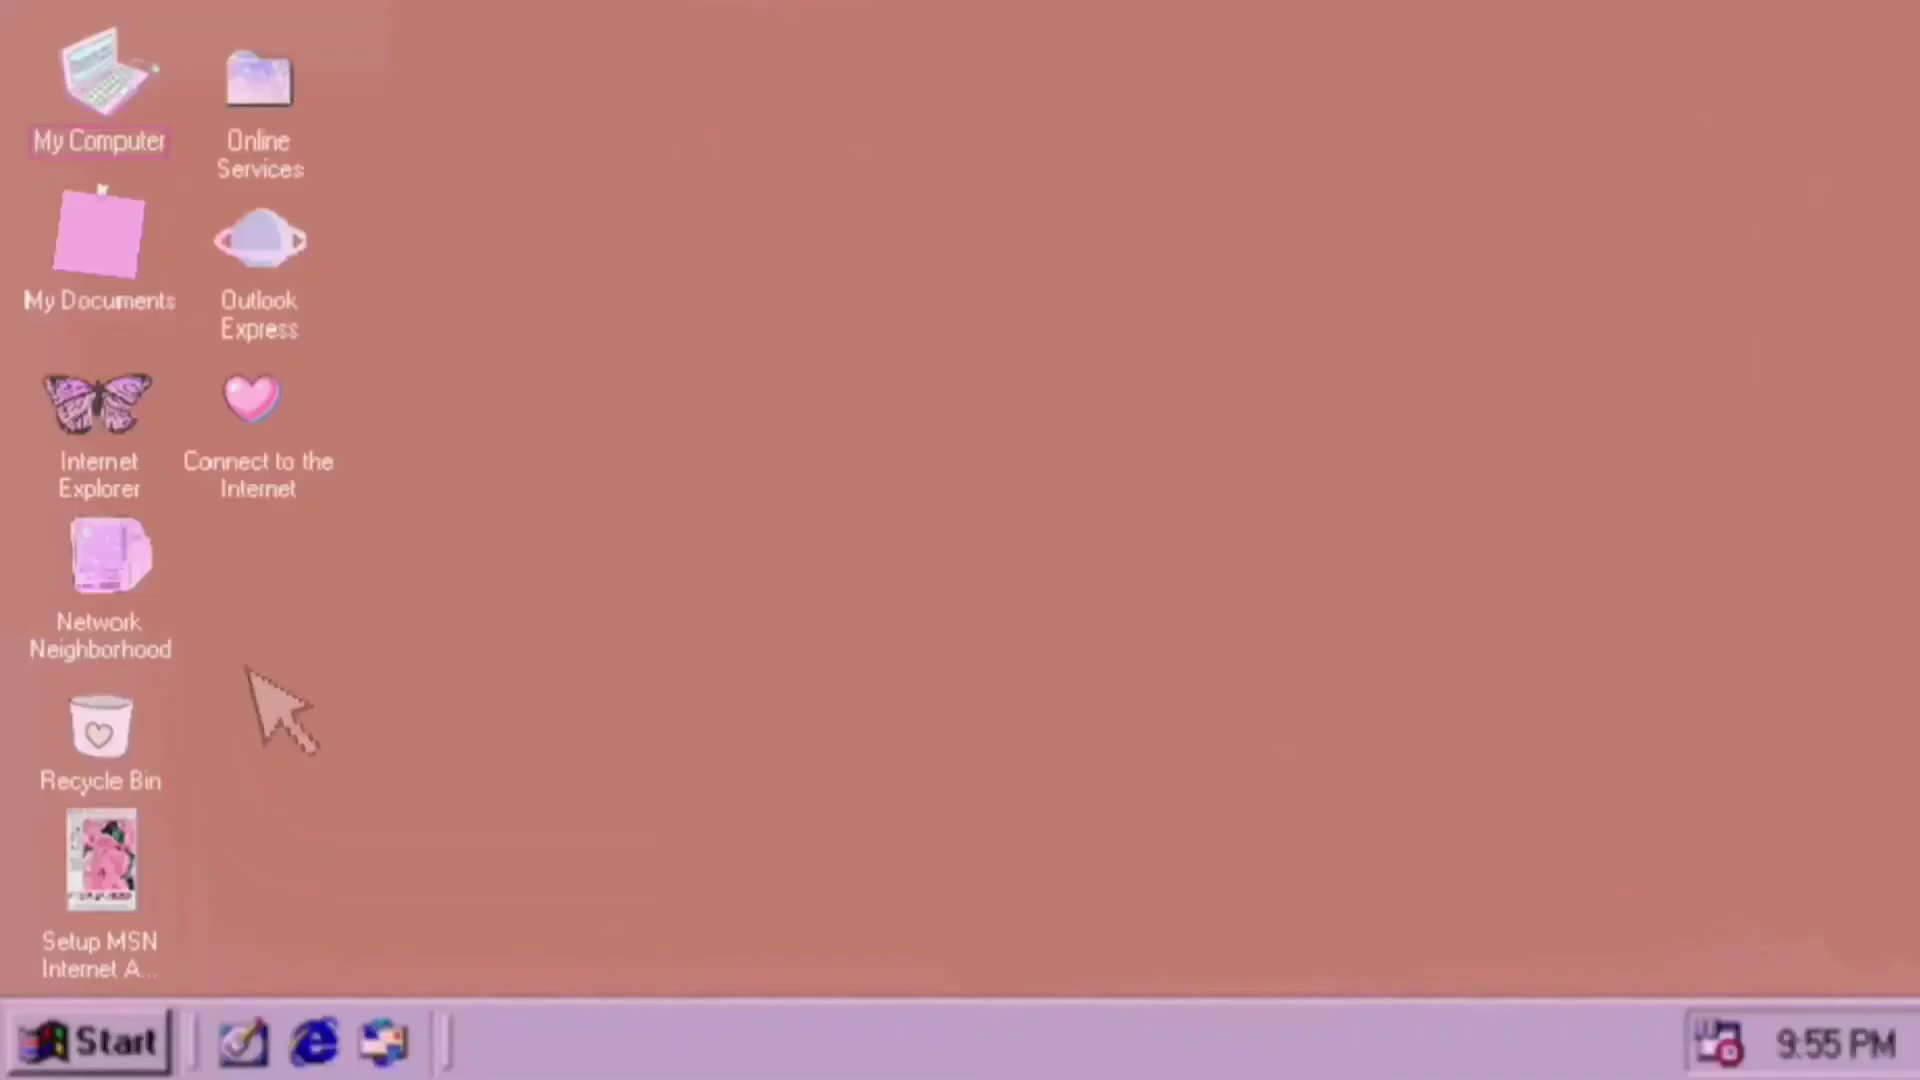 My Computer
Online
Services
My Documents
Outlook
Express
Internet
Explorer
Connect to the
Internet
Network
Neighborhood
Recycle Bin
Setup MSN
Internet A...
Start
9:55 PM